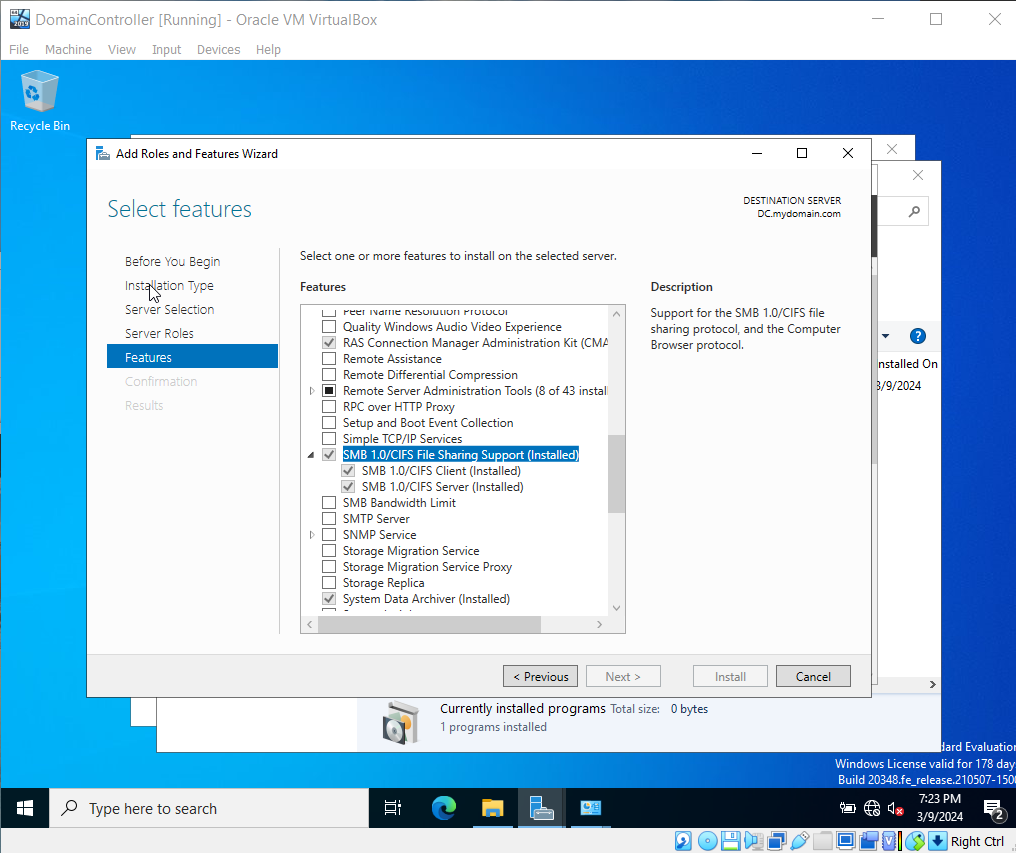 DomainController [Running] - Oracle VM VirtualBox
File Machine View Input Devices Help
Recycle Bin
Add Roles and Features Wizard
Select features
DESTINATION SERVER
DC.mydomain.com
Before You Begin
Installation Type
Server Selection
Server Roles
Features
Confirmation
Results
Select one or more features to install on the selected server.
Features
Peer Name Resolution Protocol
Quality Windows Audio Video Experience
RAS Connection Manager Administration Kit (CMA
Remote Assistance
Remote Differential Compression
Remote Server Administration Tools (8 of 43 instal
RPC over HTTP Proxy
Setup and Boot Event Collection
Simple TCP/IP Services
SMB 1.0/CIFS File Sharing Support (Installed)
SMB 1.0/CIFS Client (Installed)
SMB 1.0/CIFS Server (Installed)
SMB Bandwidth Limit
SMTP Server
SNMP Service
Storage Migration Service
Storage Migration Service Proxy
Storage Replica
System Data Archiver (Installed)
Description
Support for the SMB 1.0/CIFS file
sharing protocol, and the Computer
Browser protocol.
nstalled On
3/9/2024
< Previous
Next >
Install
Cancel
Currently installed programs Total size: 0 bytes
1 programs installed
dard Evaluation
Windows License valid for 178 day
Build 20348.fe_release.210507-150
Type here to search
7:23 PM
3/9/2024
2
Right Ctrl